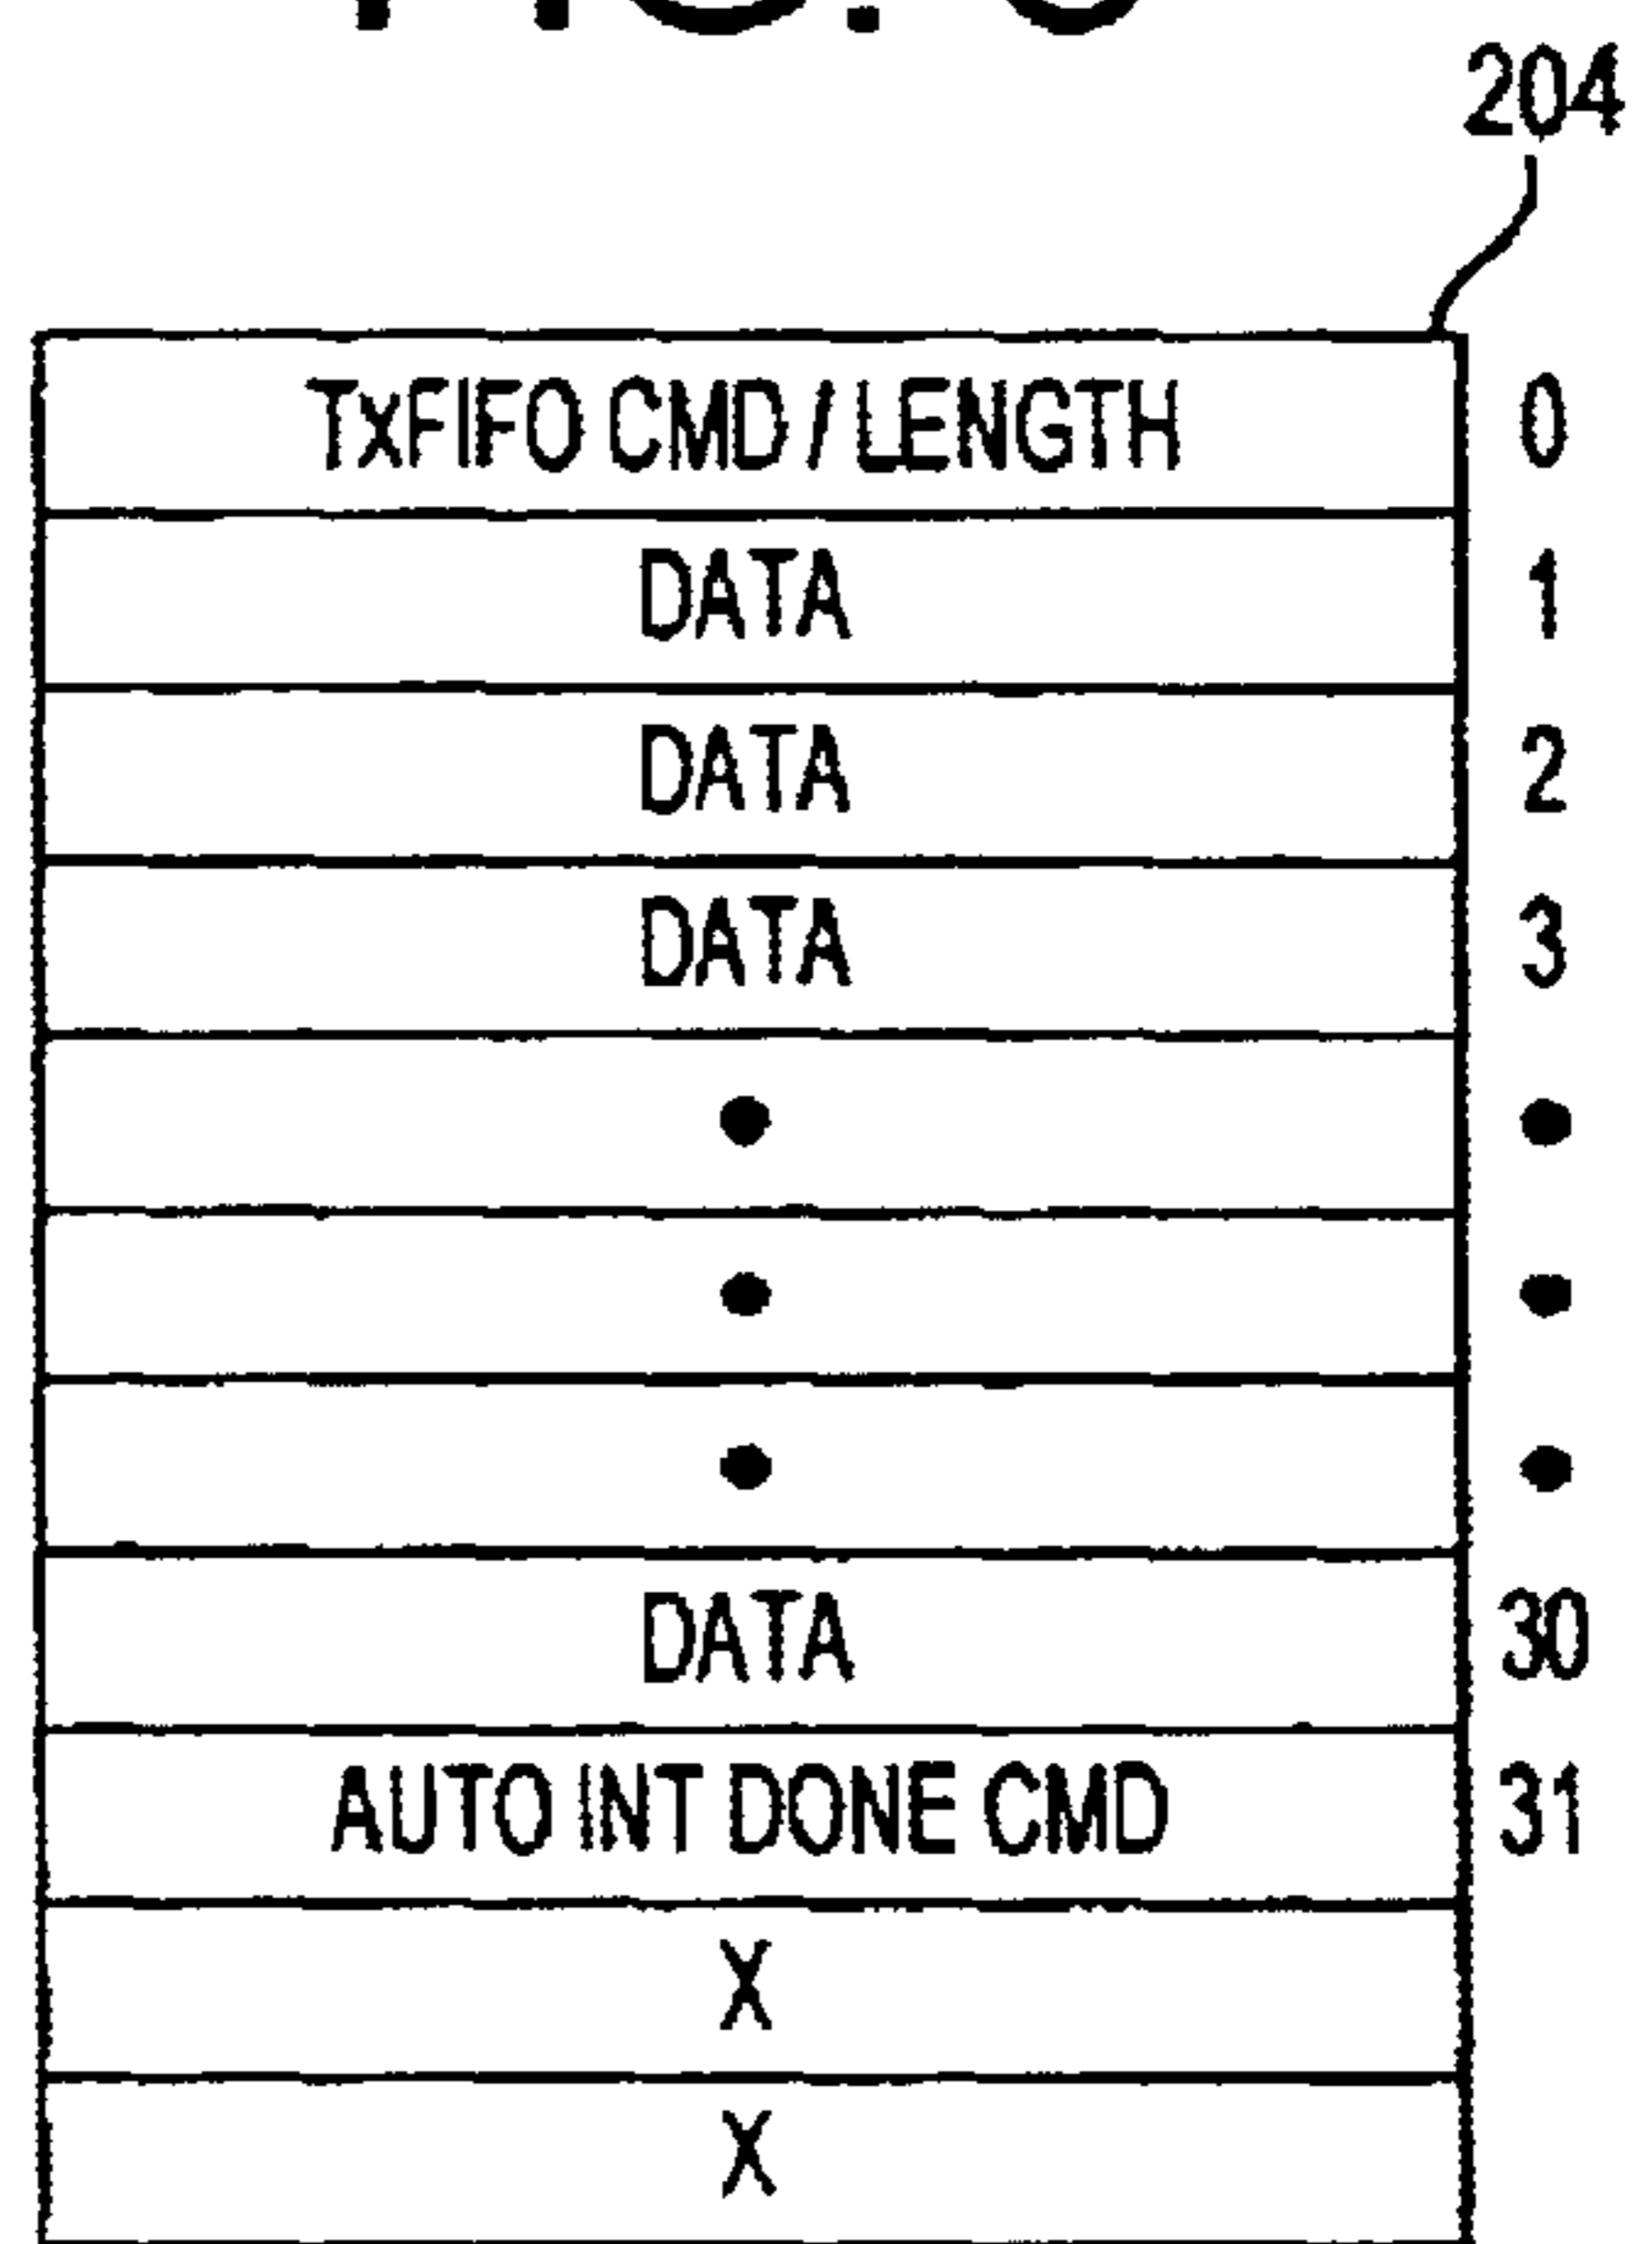 204
TxFIFO CMD / LENGTH 0
DATA 1
DATA 2
DATA 3
• •
• •
• •
DATA 30
AUTO INT DONE CMD 31
X
X